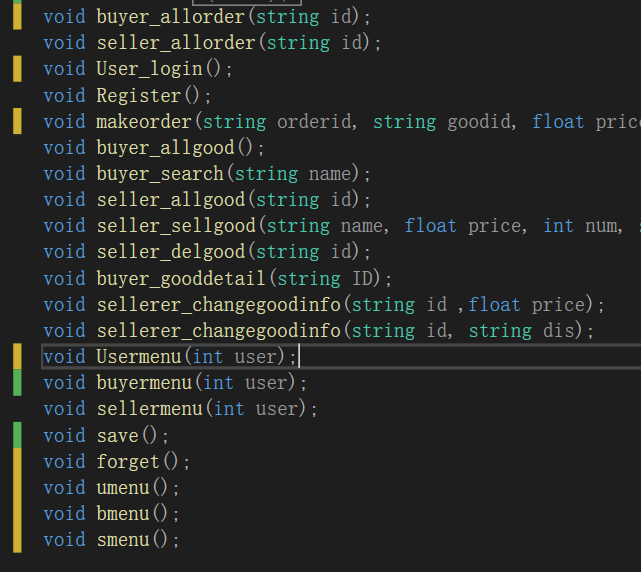 void buyer_allorder(string id);
void seller_allorder(string id);
void User_login();
void Register();
void makeorder(string orderid, string goodid, float price
void buyer_allgood();
void buyer_search(string name);
void seller_allgood(string id);
void seller_sellgood(string name, float price, int num,
void seller_delgood(string id);
void buyer_gooddetail(string ID);
void sellerer_changegoodinfo(string id ,float price);
void sellerer_changegoodinfo(string id, string dis);
void Usermenu(int user);
void buyermenu(int user);
void sellermenu(int user);
void save();
void forget();
void umenu();
void bmenu();
void smenu();